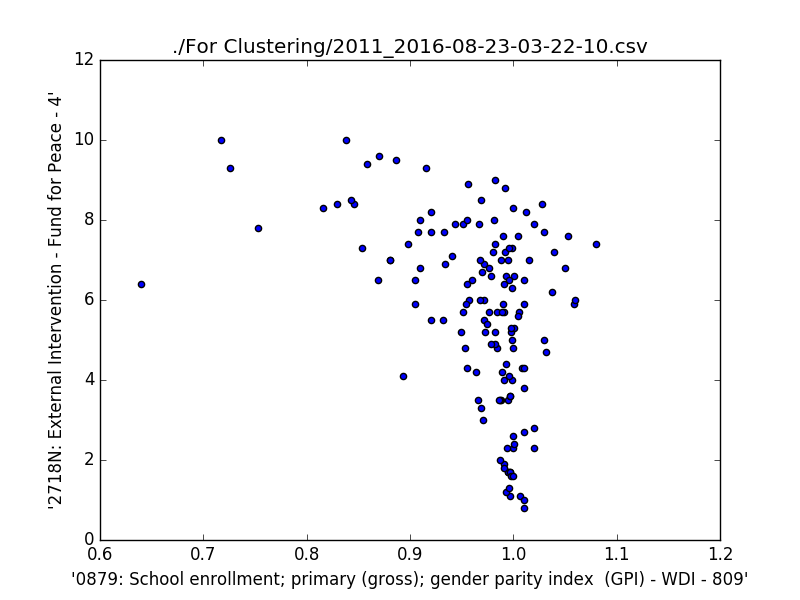 ./For Clustering/2011_2016-08-23-03-22-10.csv
12
10
8
6
4
2
0
'2718N: External Intervention - Fund for Peace - 4'
0.6 0.7 0.8 0.9 1.0 1.1 1.2
'0879: School enrollment; primary (gross); gender parity index  (GPI) - WDI - 809'